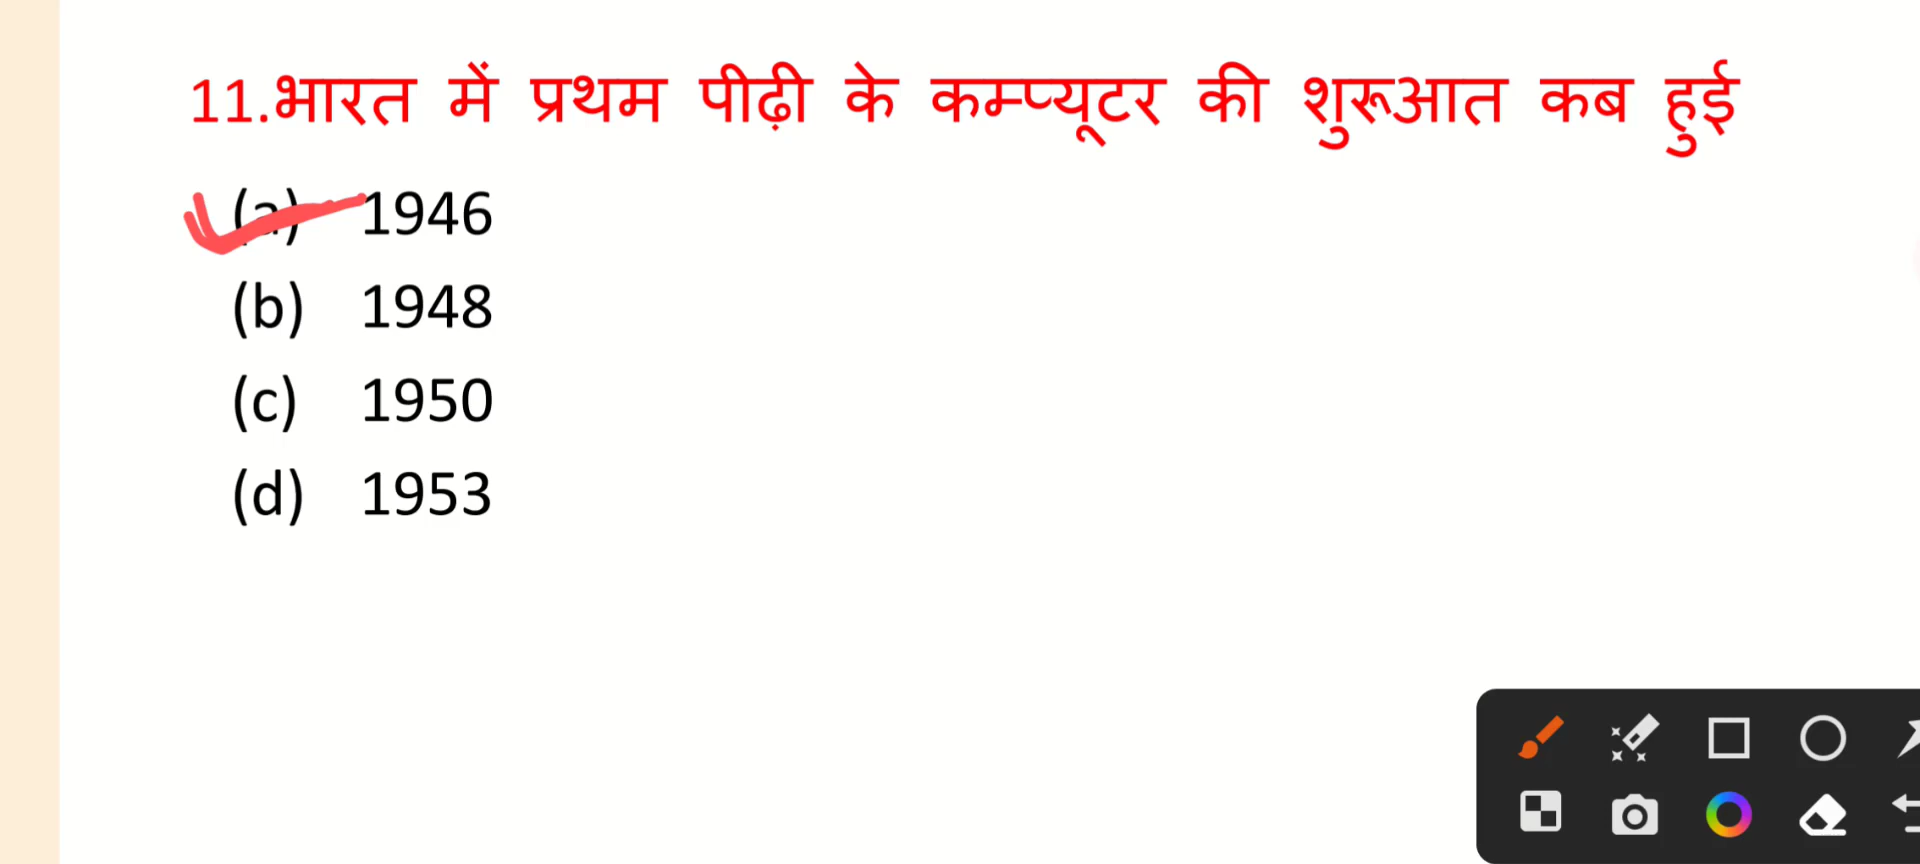 11.भारत में प्रथम पीढ़ी के कम्प्यूटर की शुरूआत कब हुई
(a) 1946
(b) 1948
(c) 1950
(d) 1953